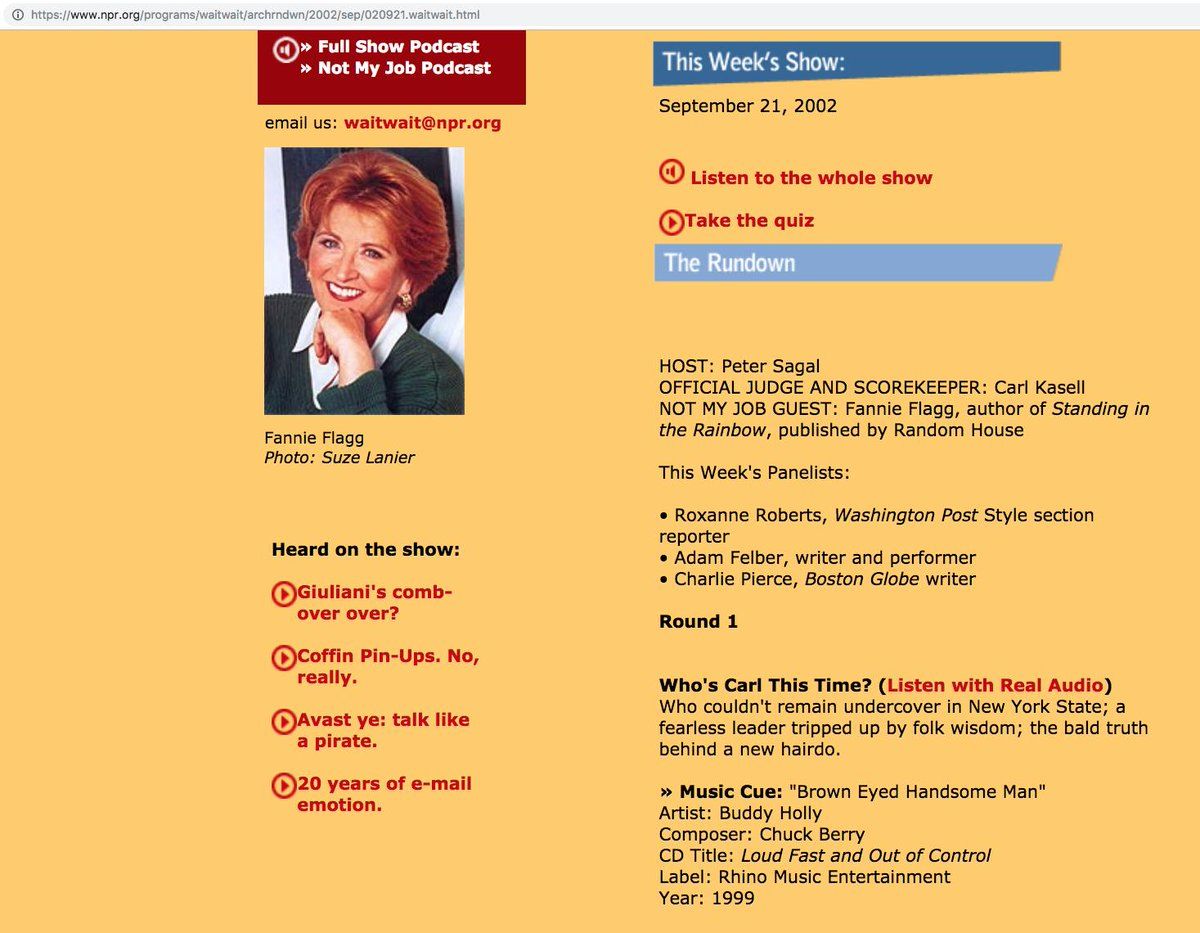 https://www.npr.org/programs/waitwait/archrndwn/2002/sep/020921.waitwait.html
» Full Show Podcast
» Not My Job Podcast
email us: waitwait@npr.org
Fannie Flagg
Photo: Suze Lanier
Heard on the show:
Giuliani's comb-
over over?
Coffin Pin-Ups. No,
really.
Avast ye: talk like
a pirate.
20 years of e-mail
emotion.
This Week's Show:
September 21, 2002
Listen to the whole show
Take the quiz
The Rundown
HOST: Peter Sagal
OFFICIAL JUDGE AND SCOREKEEPER: Carl Kasell
NOT MY JOB GUEST: Fannie Flagg, author of Standing in
the Rainbow, published by Random House
This Week's Panelists:
• Roxanne Roberts, Washington Post Style section
reporter
• Adam Felber, writer and performer
• Charlie Pierce, Boston Globe writer
Round 1
Who's Carl This Time? (Listen with Real Audio)
Who couldn't remain undercover in New York State; a
fearless leader tripped up by folk wisdom; the bald truth
behind a new hairdo.
» Music Cue: "Brown Eyed Handsome Man"
Artist: Buddy Holly
Composer: Chuck Berry
CD Title: Loud Fast and Out of Control
Label: Rhino Music Entertainment
Year: 1999